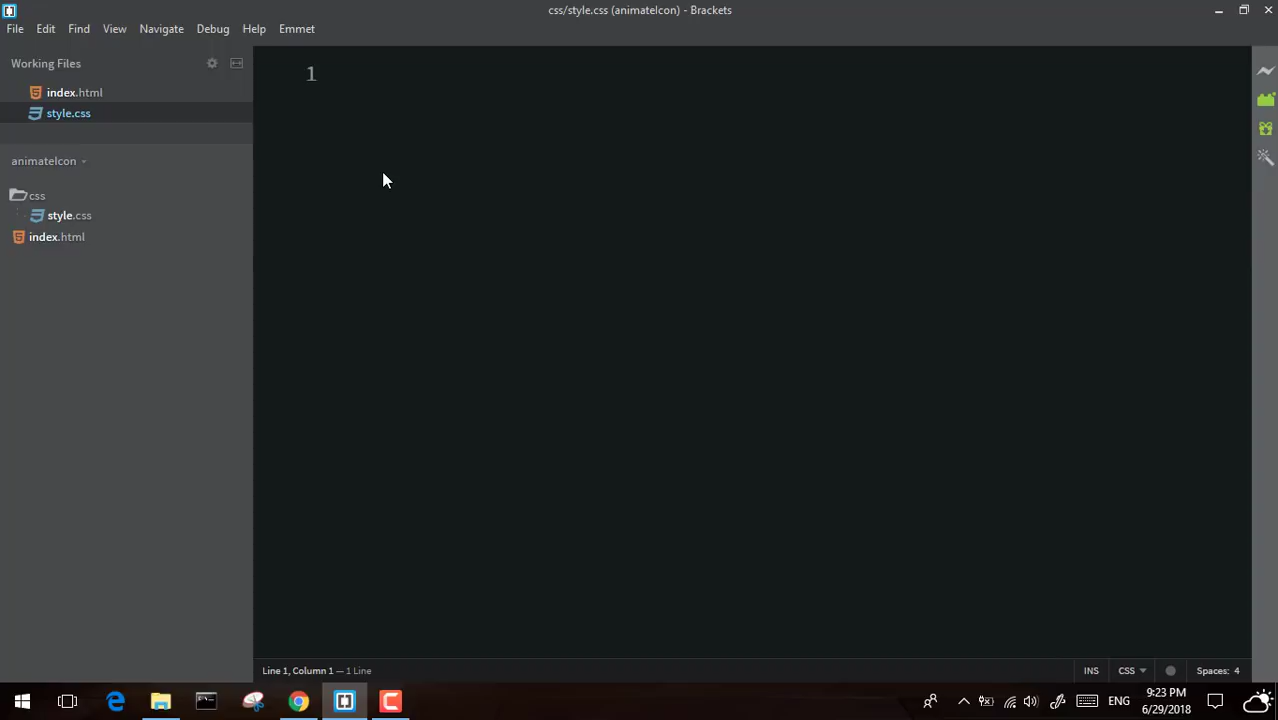 css/style.css (animateIcon) - Brackets
File Edit Find View Navigate Debug Help Emmet
Working Files
index.html
style.css
animateIcon
css
style.css
index.html
1
Line 1, Column 1 — 1 Line
INS CSS Spaces: 4
ENG
9:23 PM
6/29/2018